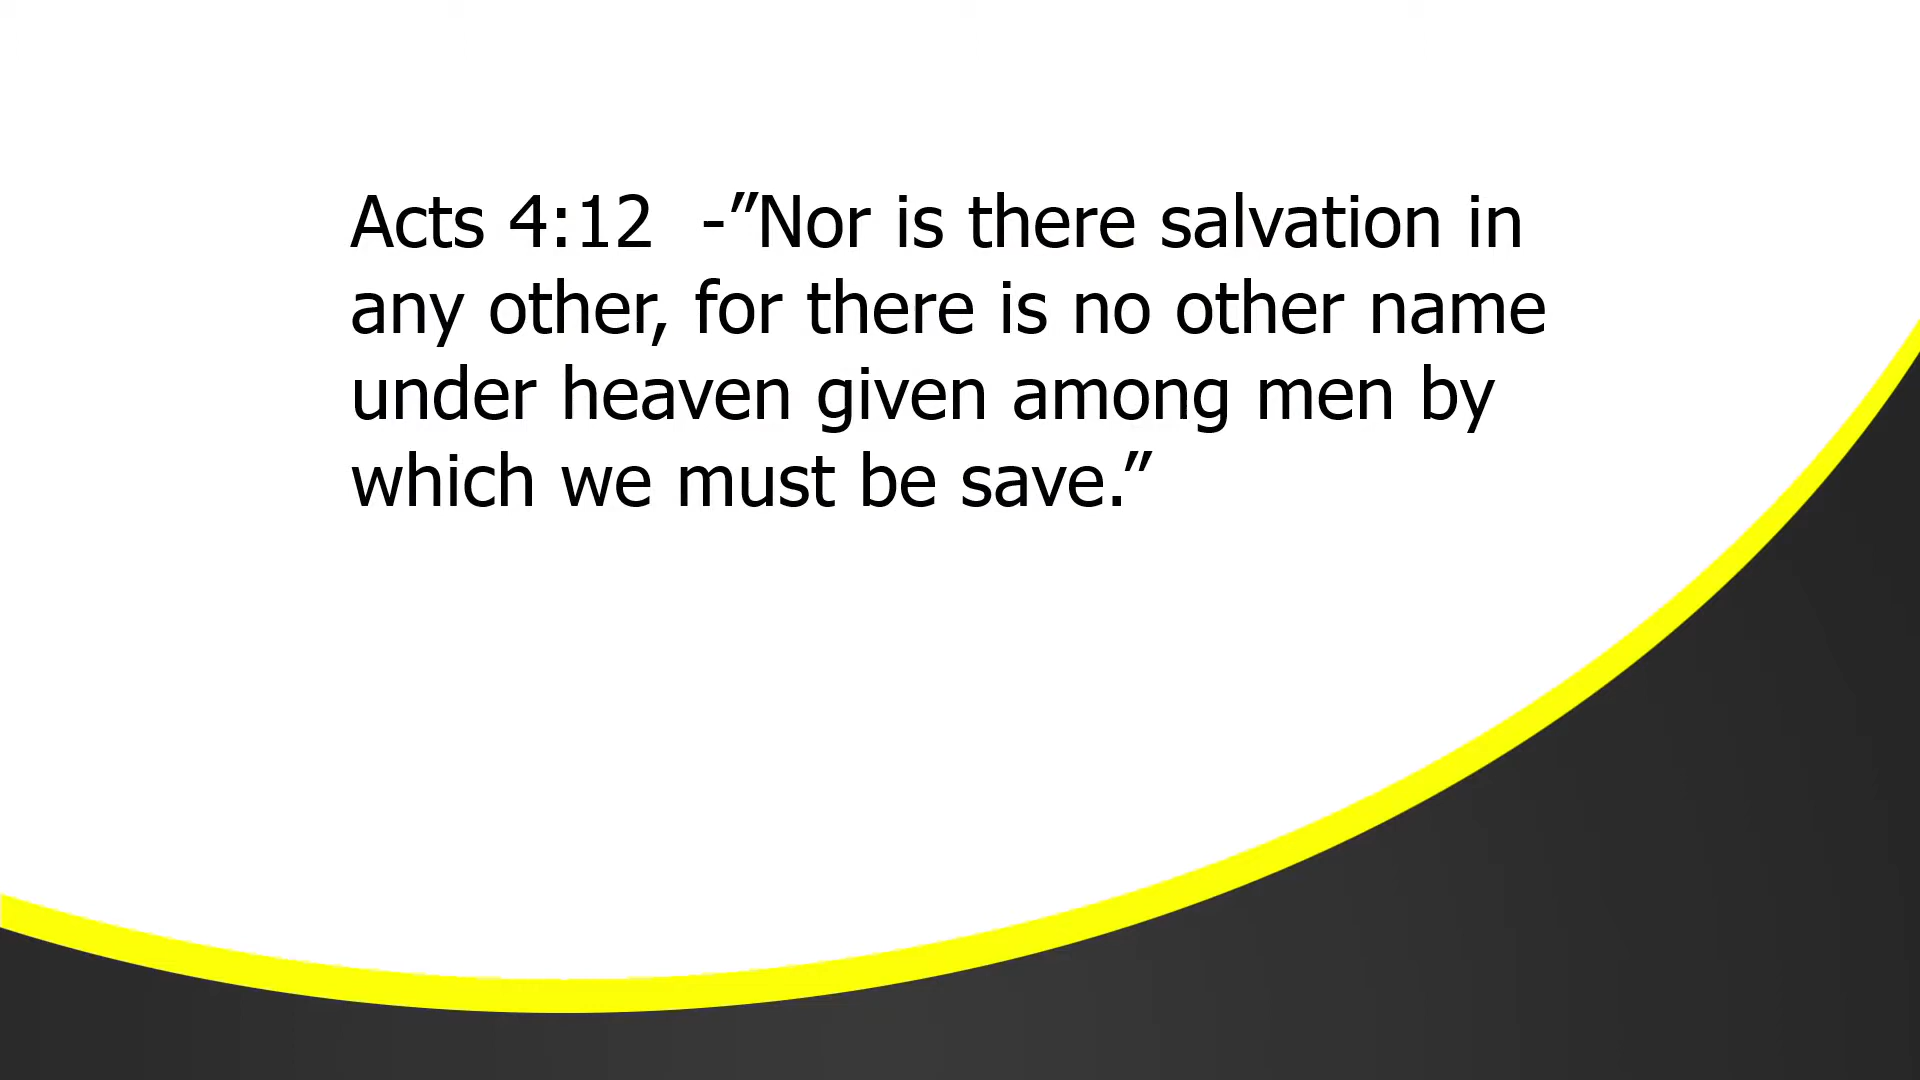 Acts 4:12  -”Nor is there salvation in
any other, for there is no other name
under heaven given among men by
which we must be save.”